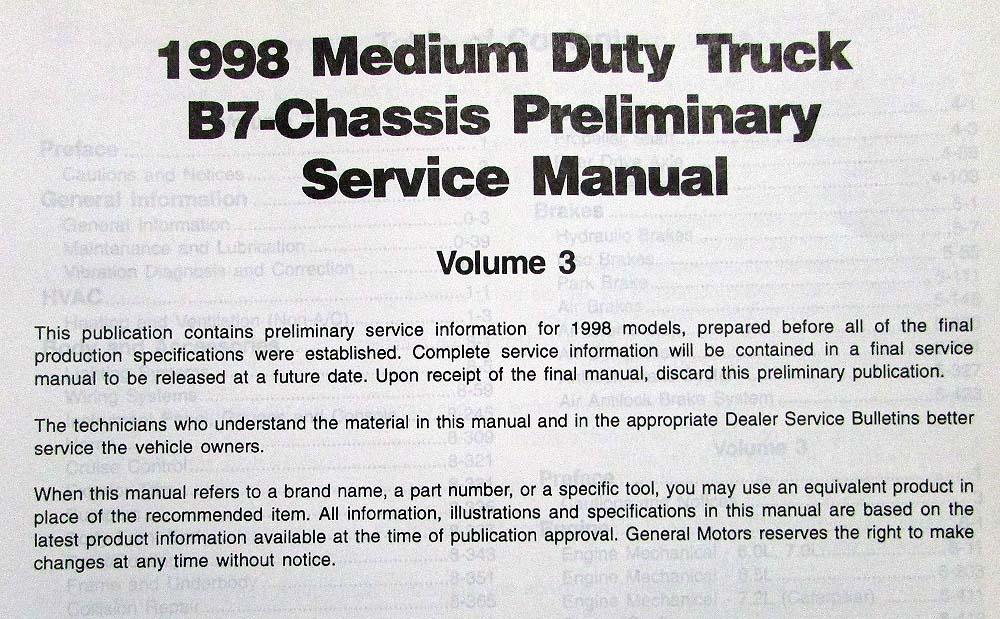 1998 Medium Duty Truck
B7-Chassis Preliminary
Service Manual
Volume 3
This publication contains preliminary service information for 1998 models, prepared before all of the final
production specifications were established. Complete service information will be contained in a final service
manual to be released at a future date. Upon receipt of the final manual, discard this preliminary publication.
The technicians who understand the material in this manual and in the appropriate Dealer Service Bulletins better
service the vehicle owners.
When this manual refers to a brand name, a part number, or a specific tool, you may use an equivalent product in
place of the recommended item. All information, illustrations and specifications in this manual are based on the
latest product information available at the time of publication approval. General Motors reserves the right to make
changes at any time without notice.